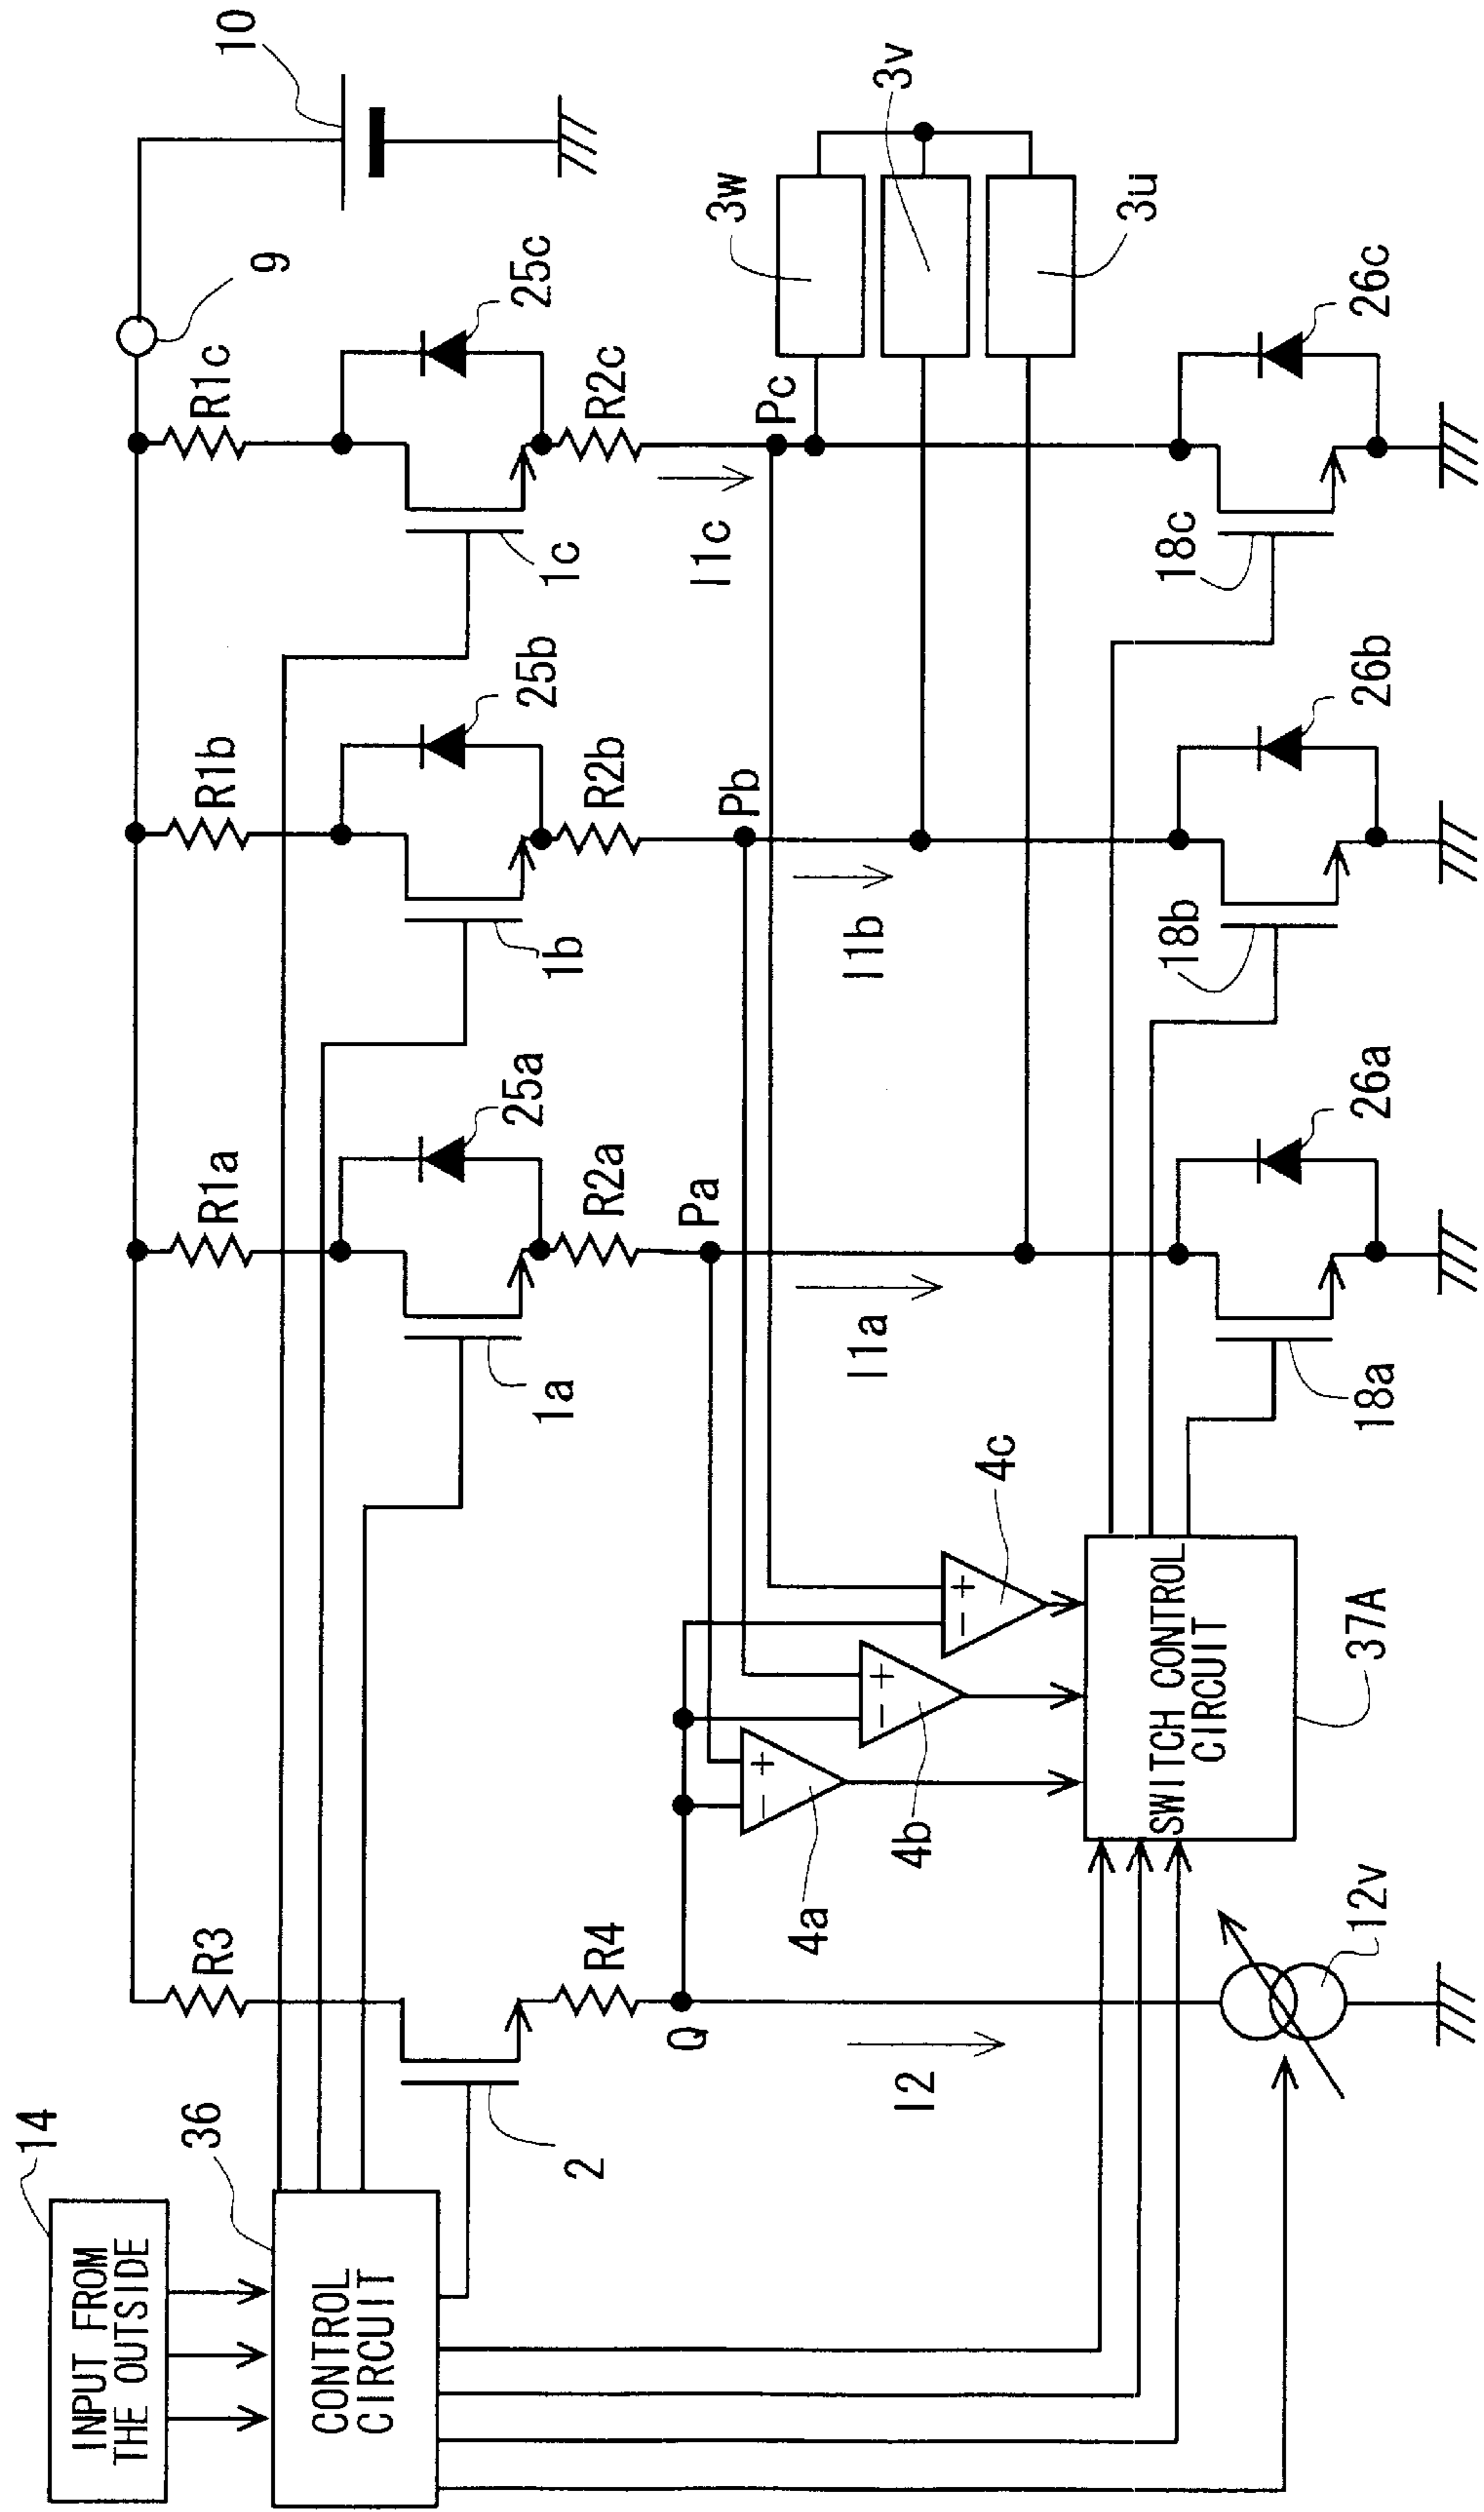 14
INPUT FROM
THE OUTSIDE
36
CONTROL
CIRCUIT
R3
R1a
R1b
R1c
9
10
2
1a
25a
1b
25b
1c
25c
R4
R2a
R2b
R2c
Q
Pa
Pb
Pc
3w
3v
3u
I2
I1a
I1b
I1c
4a
4b
4c
SWITCH CONTROL
CIRCUIT
37A
12v
18a
26a
18b
26b
18c
26c
+
−
+
−
+
−